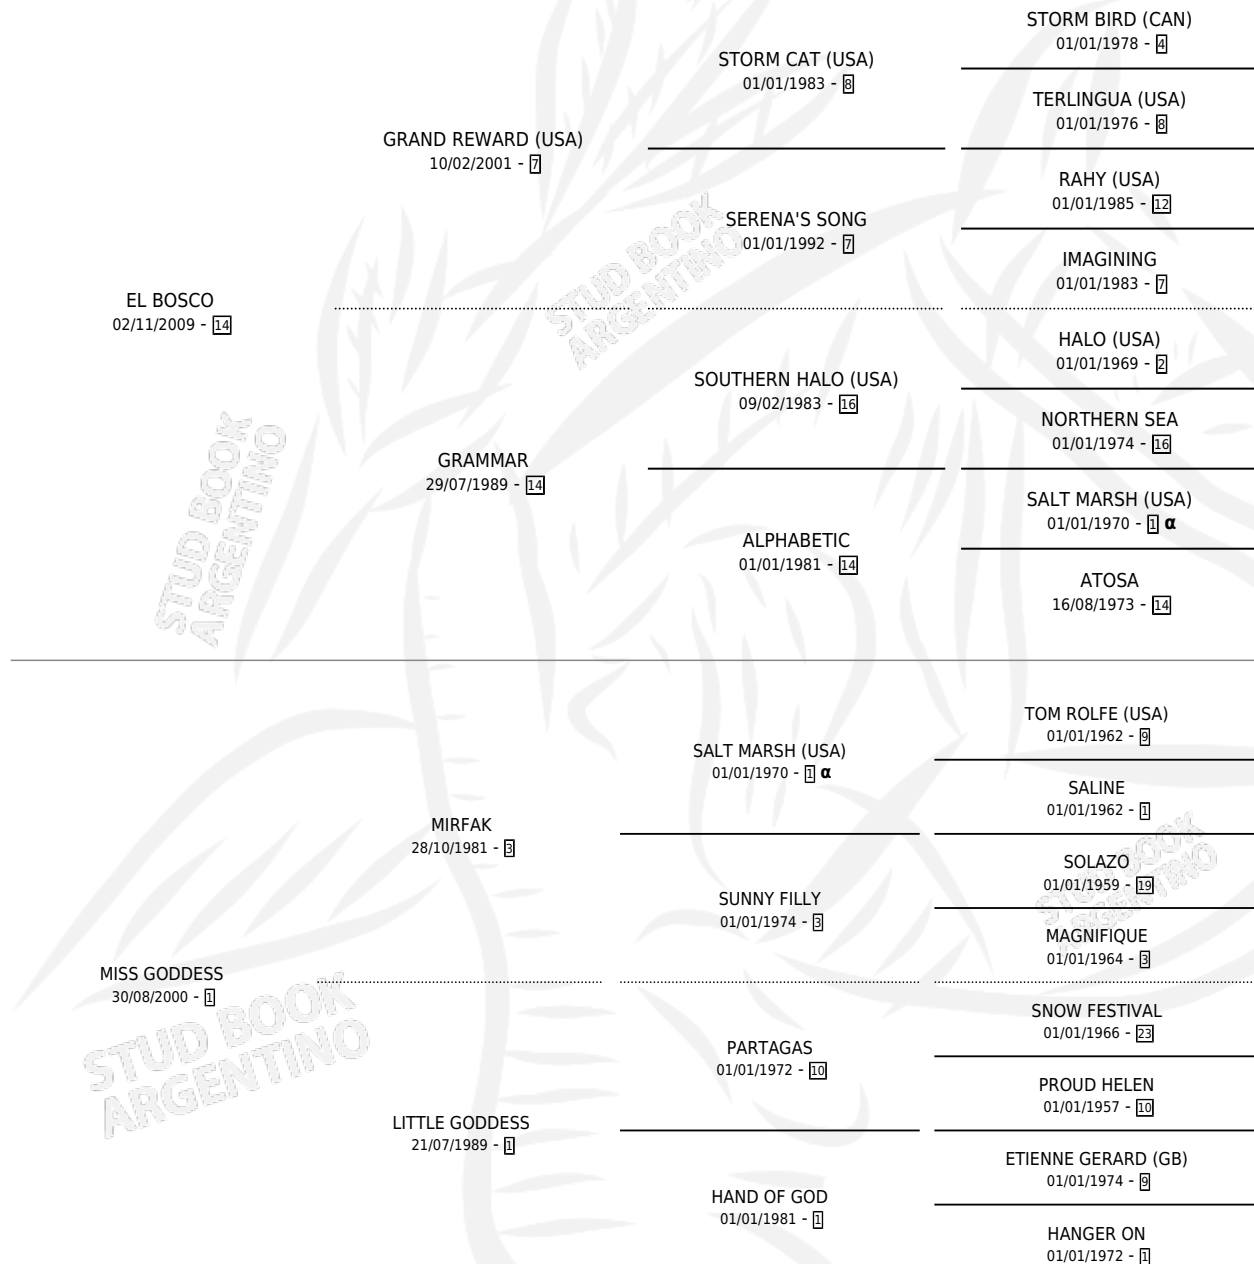 STORM BIRD (CAN)
01/01/1978 - 4
STORM CAT (USA)
01/01/1983 - 8
TERLINGUA (USA)
01/01/1976 - 8
GRAND REWARD (USA)
10/02/2001 - 7
RAHY (USA)
01/01/1985 - 12
SERENA'S SONG
01/01/1992 - 7
IMAGINING
01/01/1983 - 7
EL BOSCO
02/11/2009 - 14
HALO (USA)
01/01/1969 - 2
SOUTHERN HALO (USA)
09/02/1983 - 16
NORTHERN SEA
01/01/1974 - 16
GRAMMAR
29/07/1989 - 14
SALT MARSH (USA)
01/01/1970 - 1 α
ALPHABETIC
01/01/1981 - 14
ATOSA
16/08/1973 - 14
STUD BOOK
ARGENTINO
STUD BOOK
ARGENTINO
TOM ROLFE (USA)
01/01/1962 - 9
SALT MARSH (USA)
01/01/1970 - 1 α
SALINE
01/01/1962 - 1
MIRFAK
28/10/1981 - 3
SOLAZO
01/01/1959 - 19
SUNNY FILLY
01/01/1974 - 3
MAGNIFIQUE
01/01/1964 - 3
STUD BOOK
ARGENTINO
MISS GODDESS
30/08/2000 - 1
SNOW FESTIVAL
01/01/1966 - 23
PARTAGAS
01/01/1972 - 10
PROUD HELEN
01/01/1957 - 10
STUD BOOK
ARGENTINO
LITTLE GODDESS
21/07/1989 - 1
ETIENNE GERARD (GB)
01/01/1974 - 9
HAND OF GOD
01/01/1981 - 1
HANGER ON
01/01/1972 - 1